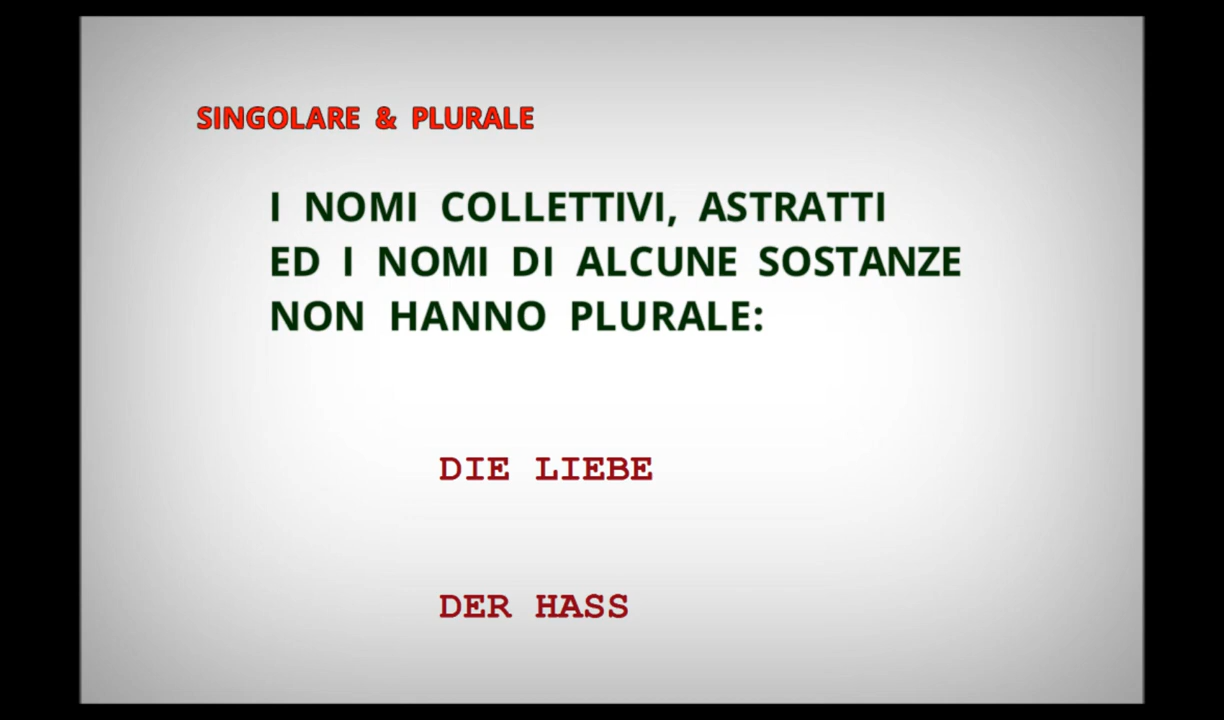 SINGOLARE & PLURALE
I NOMI COLLETTIVI, ASTRATTI
ED I NOMI DI ALCUNE SOSTANZE
NON HANNO PLURALE:
DIE LIEBE
DER HASS